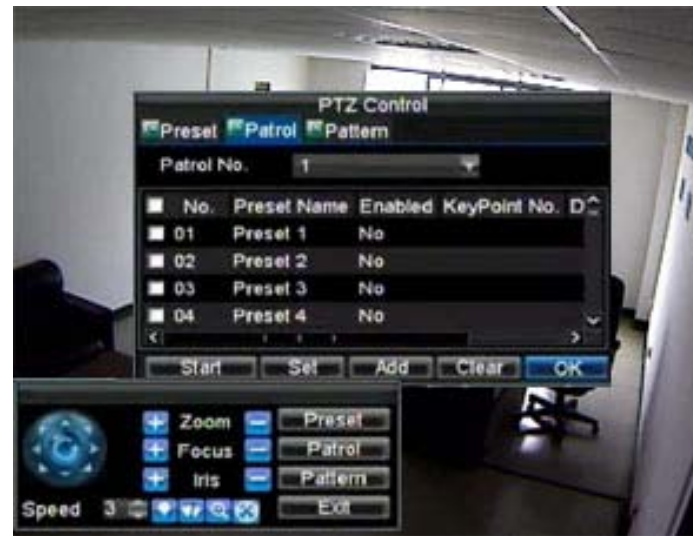 PTZ Control
Preset Patrol Pattern
Patrol No. 1
No. Preset Name Enabled KeyPoint No. D
01 Preset 1 No
02 Preset 2 No
03 Preset 3 No
04 Preset 4 No
Start Set Add Clear OK
Zoom Preset
Focus Patrol
Iris Pattern
Speed 3 Exit